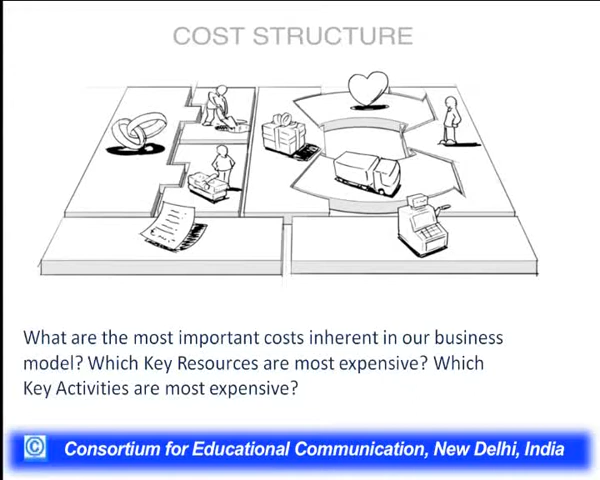 COST STRUCTURE
What are the most important costs inherent in our business
model? Which Key Resources are most expensive? Which
Key Activities are most expensive?
© Consortium for Educational Communication, New Delhi, India